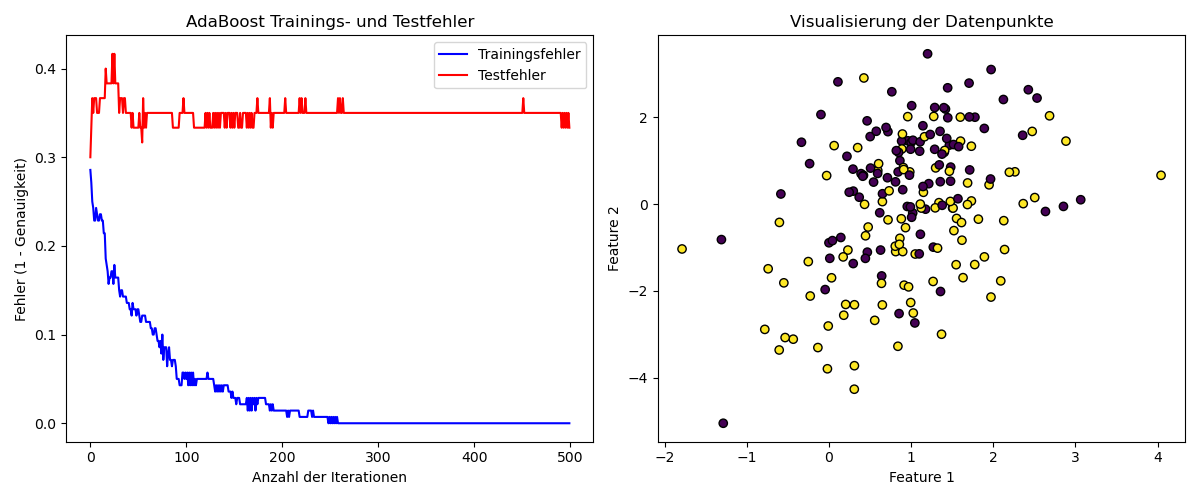 AdaBoost Trainings- und Testfehler
Trainingsfehler
Testfehler
0.4
0.3
0.2
0.1
0.0
Fehler (1 - Genauigkeit)
0 100 200 300 400 500
Anzahl der Iterationen
Visualisierung der Datenpunkte
2
0
−2
−4
Feature 2
−2 −1 0 1 2 3 4
Feature 1